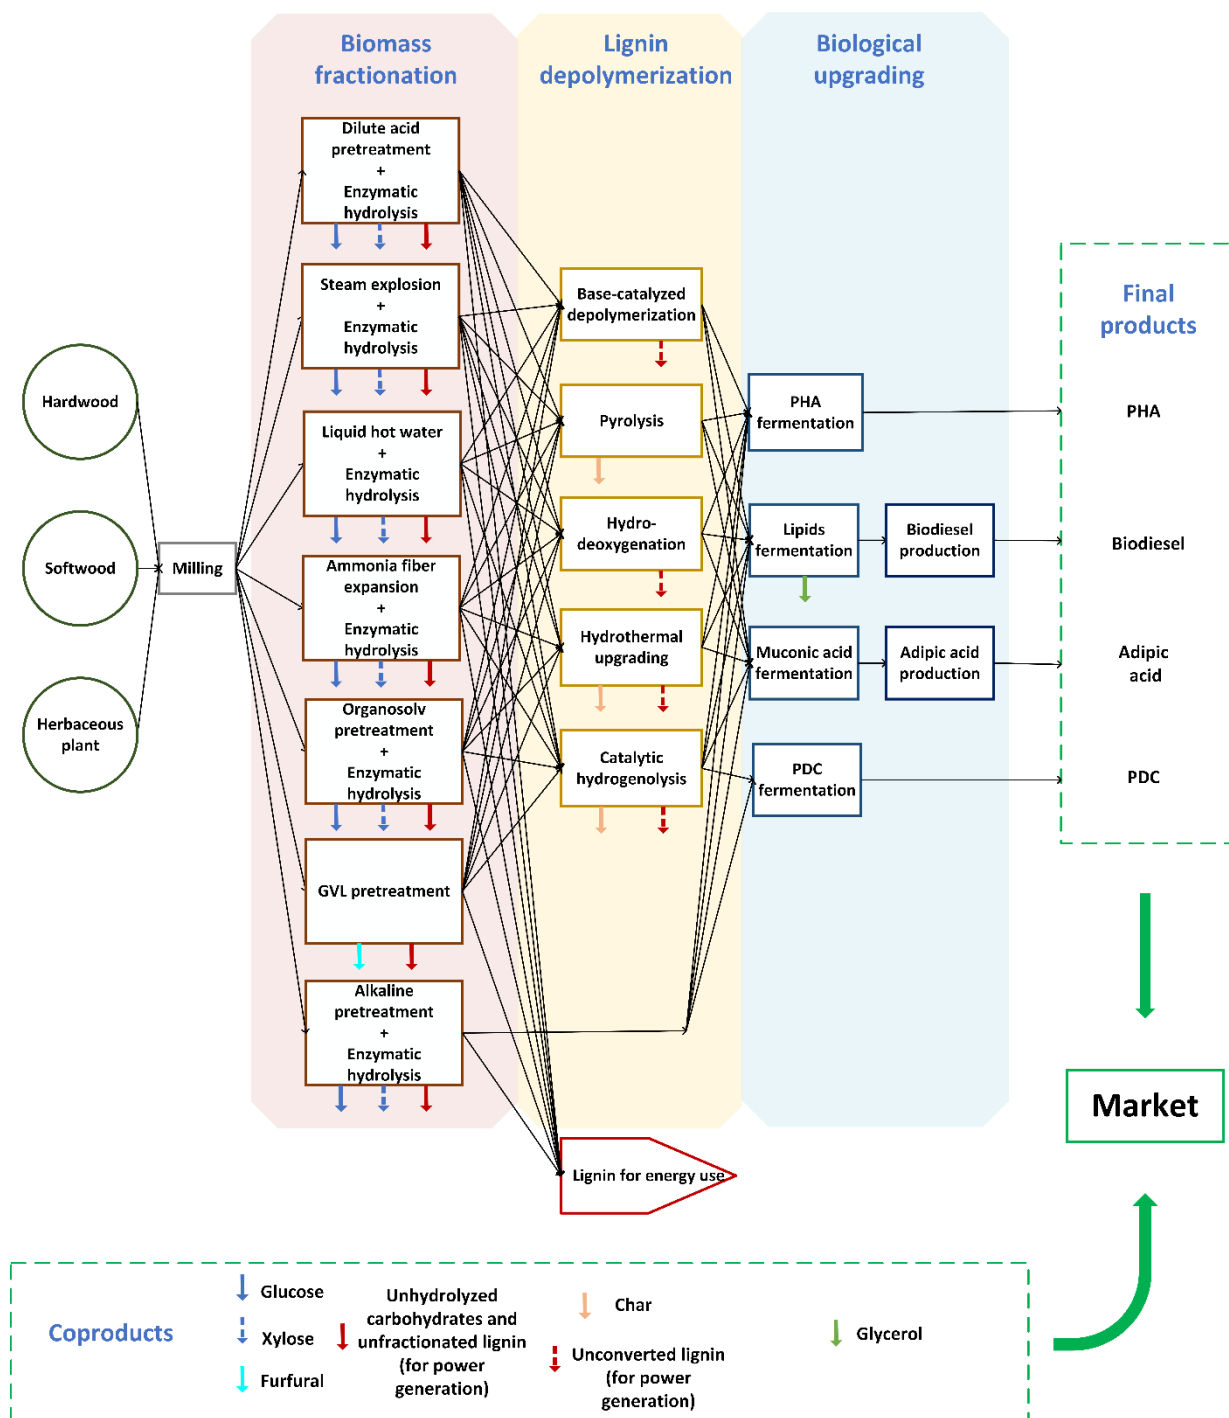 Biomass
fractionation
Lignin
depolymerization
Biological
upgrading
Hardwood
Softwood
Herbaceous
plant
Milling
Dilute acid
pretreatment
+
Enzymatic
hydrolysis
Steam explosion
+
Enzymatic
hydrolysis
Liquid hot water
+
Enzymatic
hydrolysis
Ammonia fiber
expansion
+
Enzymatic
hydrolysis
Organosolv
pretreatment
+
Enzymatic
hydrolysis
GVL pretreatment
Alkaline
pretreatment
+
Enzymatic
hydrolysis
Base-catalyzed
depolymerization
Pyrolysis
Hydro-
deoxygenation
Hydrothermal
upgrading
Catalytic
hydrogenolysis
Lignin for energy use
PHA
fermentation
Lipids
fermentation
Biodiesel
production
Muconic acid
fermentation
Adipic acid
production
PDC
fermentation
Final
products
PHA
Biodiesel
Adipic
acid
PDC
Market
Coproducts
Glucose
Xylose
Furfural
Unhydrolyzed
carbohydrates and
unfractionated lignin
(for power
generation)
Char
Unconverted lignin
(for power
generation)
Glycerol